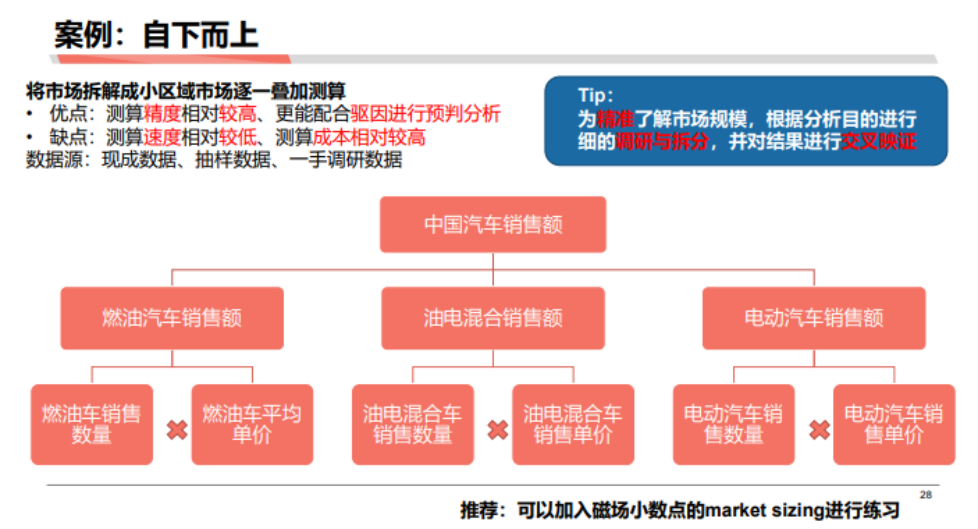 案例：自下而上
将市场拆解成小区域市场逐一叠加测算
• 优点：测算精度相对较高、更能配合驱因进行预判分析
• 缺点：测算速度相对较低、测算成本相对较高
数据源：现成数据、抽样数据、一手调研数据
Tip：
为精准了解市场规模，根据分析目的进行
细的调研与拆分，并对结果进行交叉映证
中国汽车销售额
燃油汽车销售额
油电混合销售额
电动汽车销售额
燃油车销售
数量
燃油车平均
单价
油电混合车
销售数量
油电混合车
销售单价
电动汽车销
售数量
电动汽车销
售单价
28
推荐：可以加入磁场小数点的market sizing进行练习